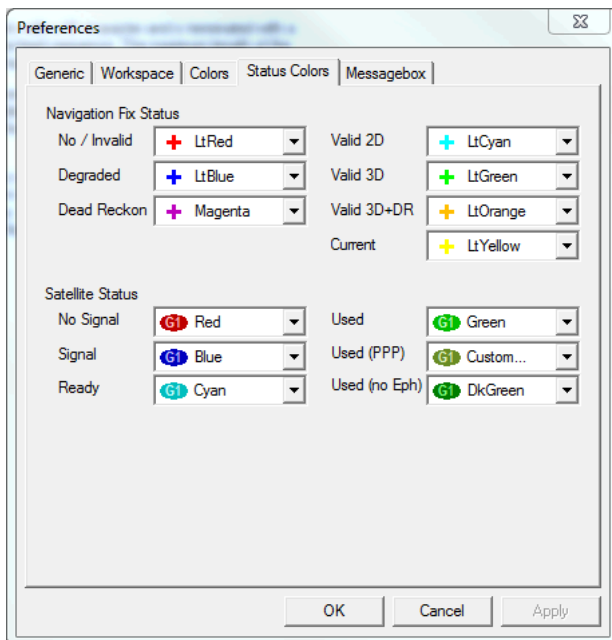 Preferences
Generic Workspace Colors Status Colors Messagebox
Navigation Fix Status
No / Invalid LtRed Valid 2D LtCyan
Degraded LtBlue Valid 3D LtGreen
Dead Reckon Magenta Valid 3D+DR LtOrange
Current LtYellow
Satellite Status
No Signal G1 Red Used G1 Green
Signal G1 Blue Used (PPP) G1 Custom...
Ready G1 Cyan Used (no Eph) G1 DkGreen
OK Cancel Apply